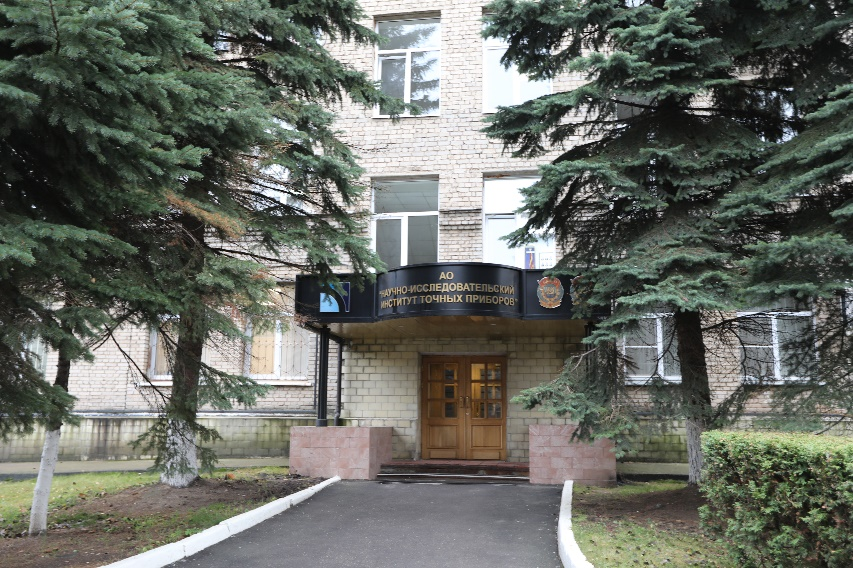 АО
"НАУЧНО-ИССЛЕДОВАТЕЛЬСКИЙ
ИНСТИТУТ ТОЧНЫХ ПРИБОРОВ"